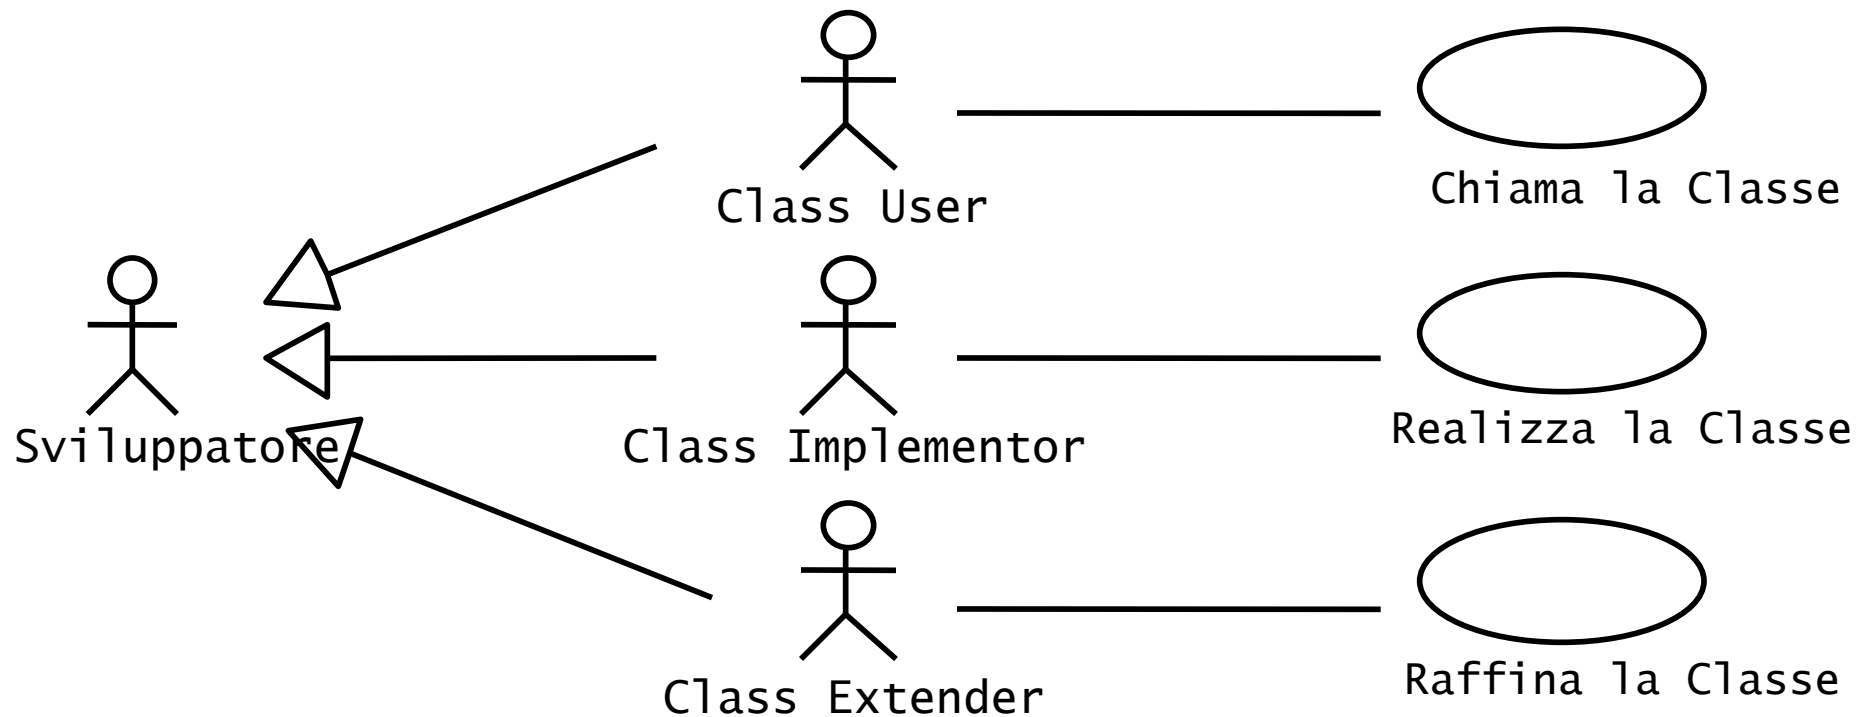 Class User
Chiama la Classe
Sviluppatore
Class Implementor
Realizza la Classe
Class Extender
Raffina la Classe